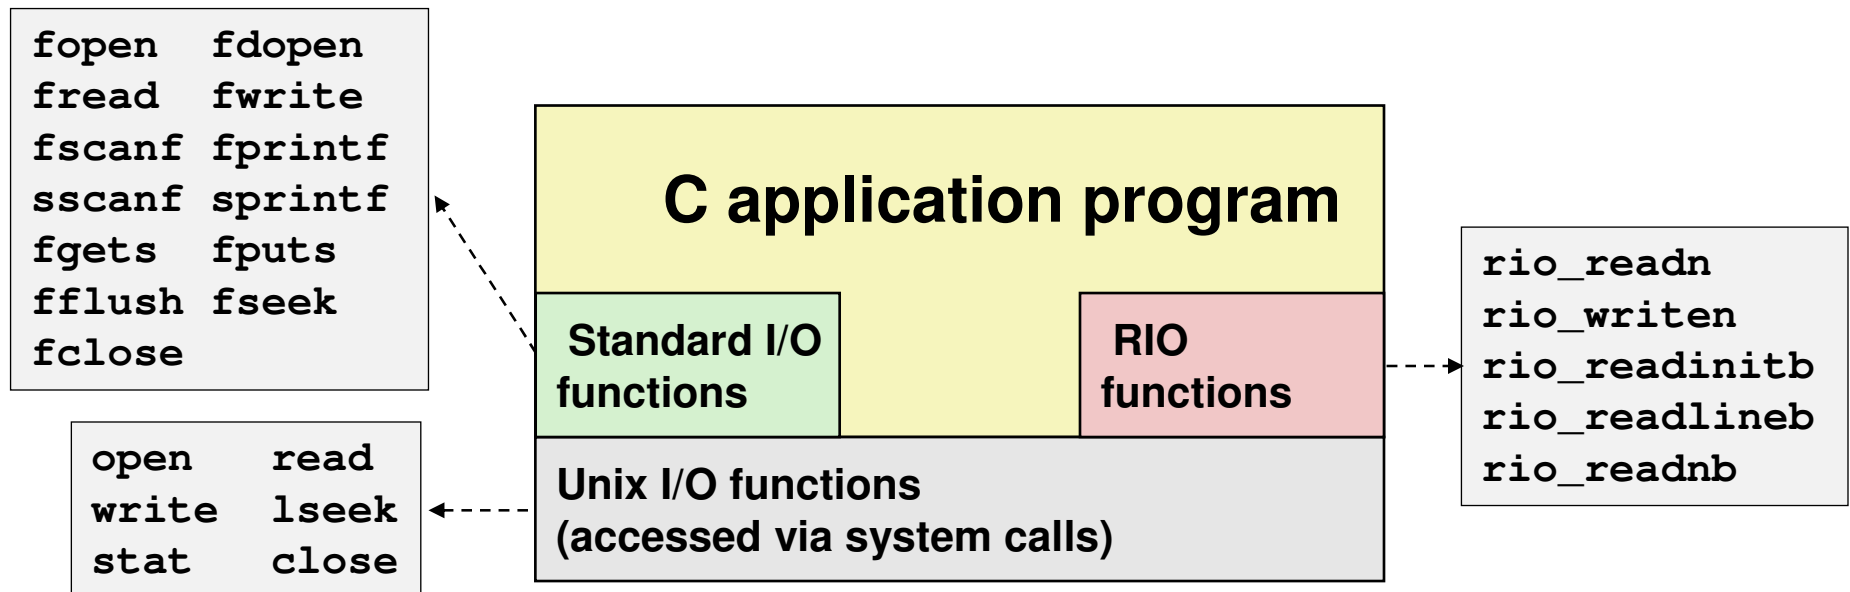 fopen fdopen
fread fwrite
fscanf fprintf
sscanf sprintf
fgets fputs
fflush fseek
fclose
C application program
Standard I/O
functions
RIO
functions
rio_readn
rio_writen
rio_readinitb
rio_readlineb
rio_readnb
open read
write lseek
stat close
Unix I/O functions
(accessed via system calls)